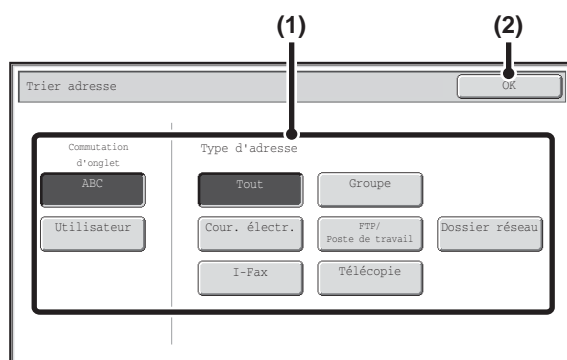 (1)
(2)
Trier adresse
OK
Commutation
d'onglet
Type d'adresse
ABC
Tout
Groupe
Utilisateur
Cour. électr.
FTP/
Poste de travail
Dossier réseau
I-Fax
Télécopie